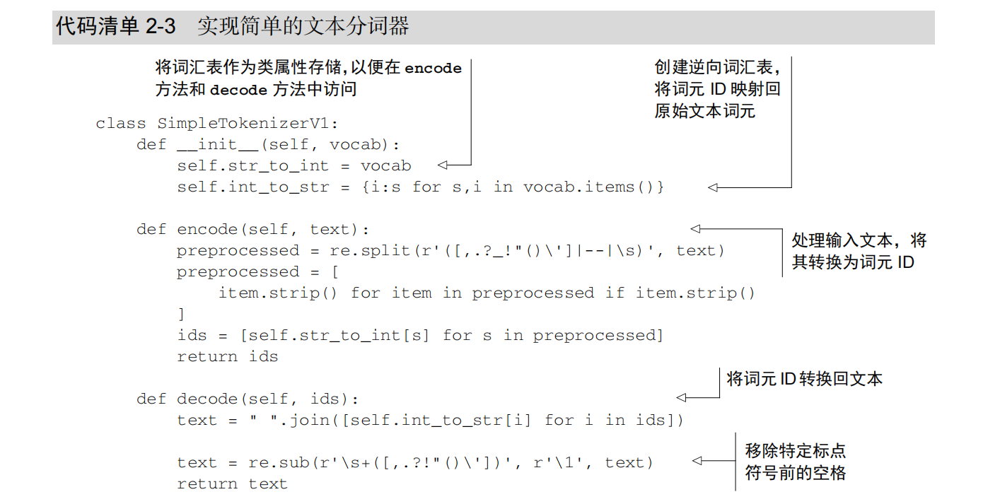 代码清单 2-3 实现简单的文本分词器
将词汇表作为类属性存储，以便在 encode
方法和 decode 方法中访问
创建逆向词汇表，
将词元 ID 映射回
原始文本词元
class SimpleTokenizerV1:
    def __init__(self, vocab):
        self.str_to_int = vocab
        self.int_to_str = {i:s for s,i in vocab.items()}
    def encode(self, text):
        preprocessed = re.split(r'([,.?_!"()\']|--|\s)', text)
        preprocessed = [
            item.strip() for item in preprocessed if item.strip()
        ]
        ids = [self.str_to_int[s] for s in preprocessed]
        return ids
处理输入文本，将
其转换为词元 ID
    def decode(self, ids):
        text = " ".join([self.int_to_str[i] for i in ids])
将词元 ID 转换回文本
        text = re.sub(r'\s+([,.?!"()\'])', r'\1', text)
        return text
移除特定标点
符号前的空格